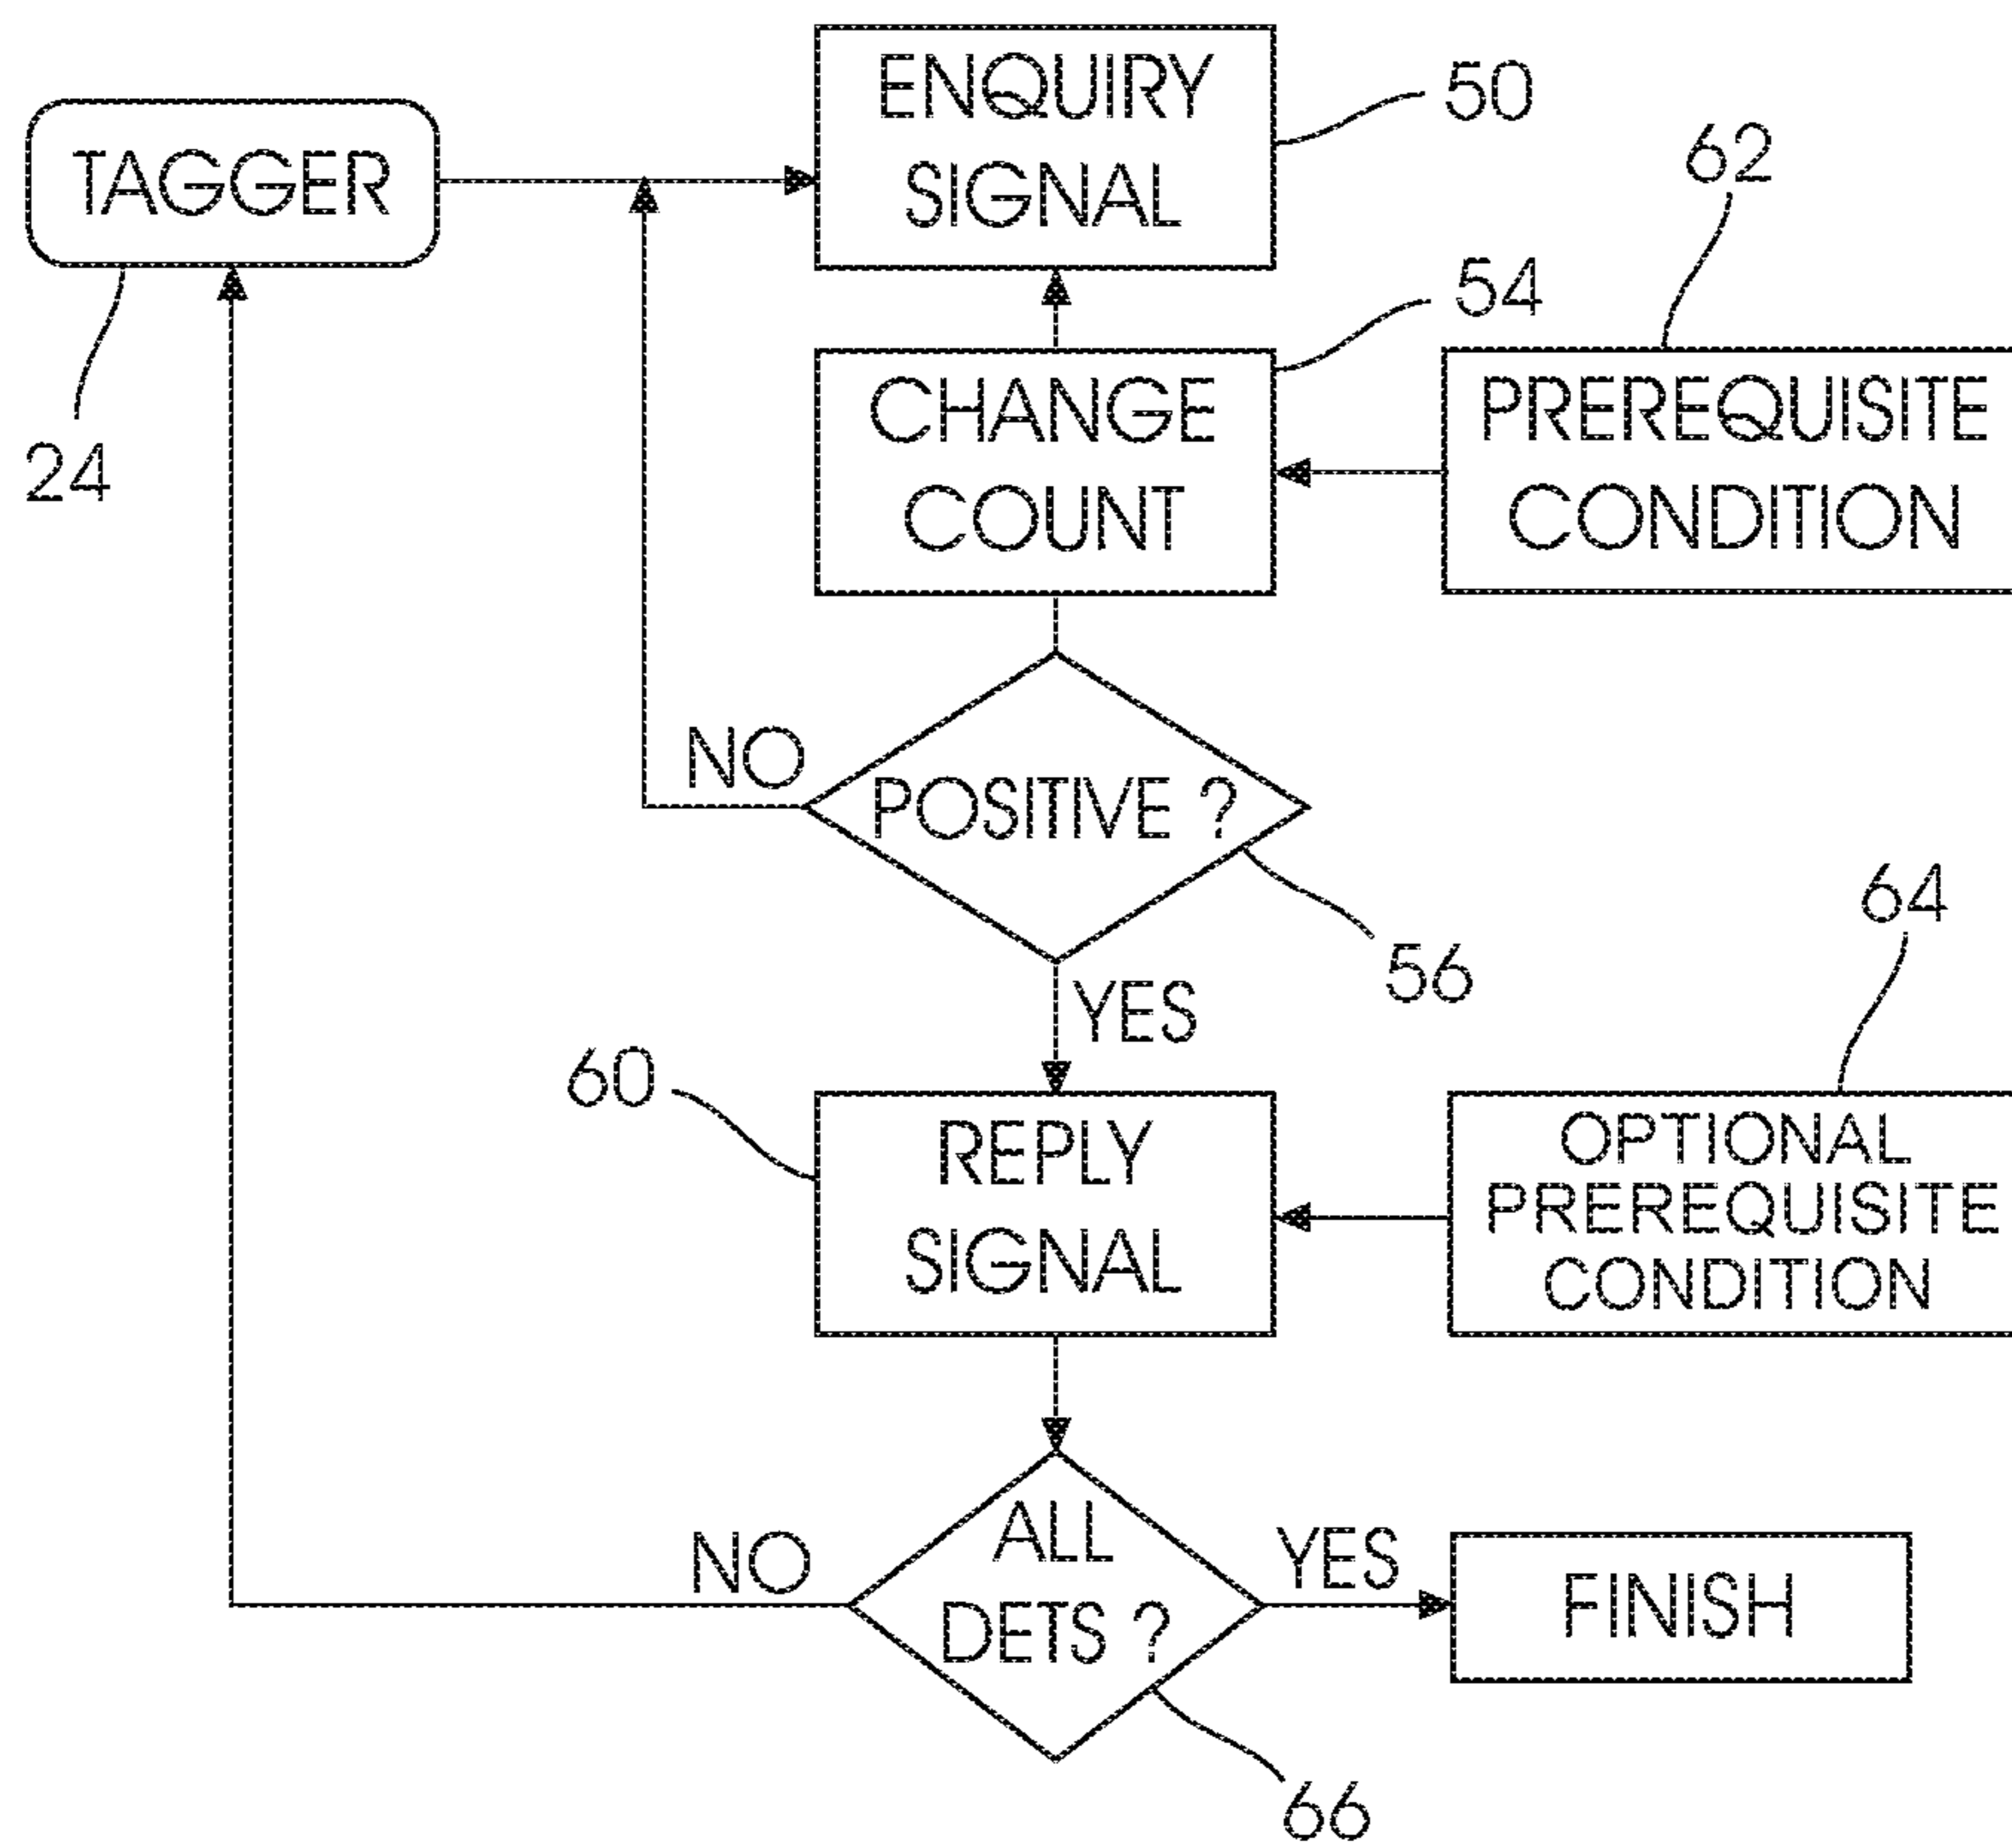 ENQUIRY
SIGNAL
50
TAGGER
24
62
54
CHANGE
COUNT
PREREQUISITE
CONDITION
NO
POSITIVE ?
56
YES
64
60
REPLY
SIGNAL
OPTIONAL
PREREQUISITE
CONDITION
NO
ALL
DETS ?
YES
FINISH
66